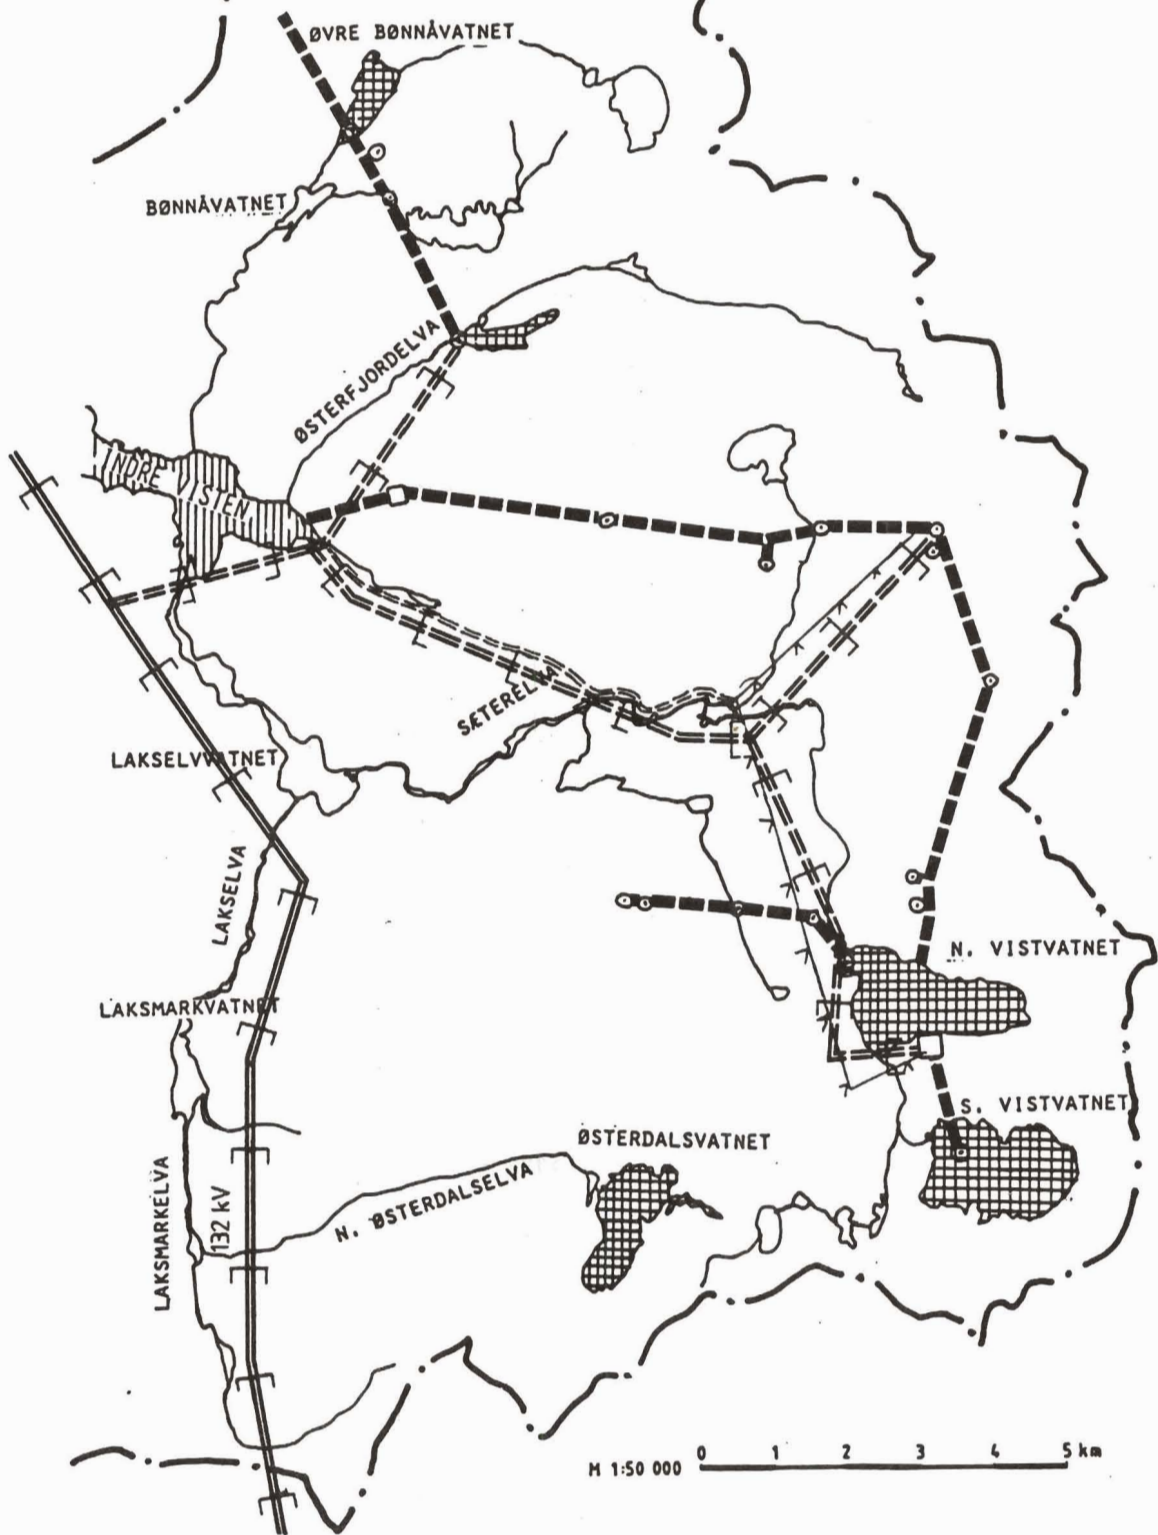 ØVRE BØNNÅVATNET
BØNNÅVATNET
ØSTERFJORDELVA
INDRE VISTEN
SÆTERELVA
LAKSELVVATNET
LAKSELVA
N. VISTVATNET
LAKSMARKVATNET
S. VISTVATNET
ØSTERDALSVATNET
N. ØSTERDALSELVA
LAKSMARKELVA
132 kV
M 1:50 000
0 1 2 3 4 5 km